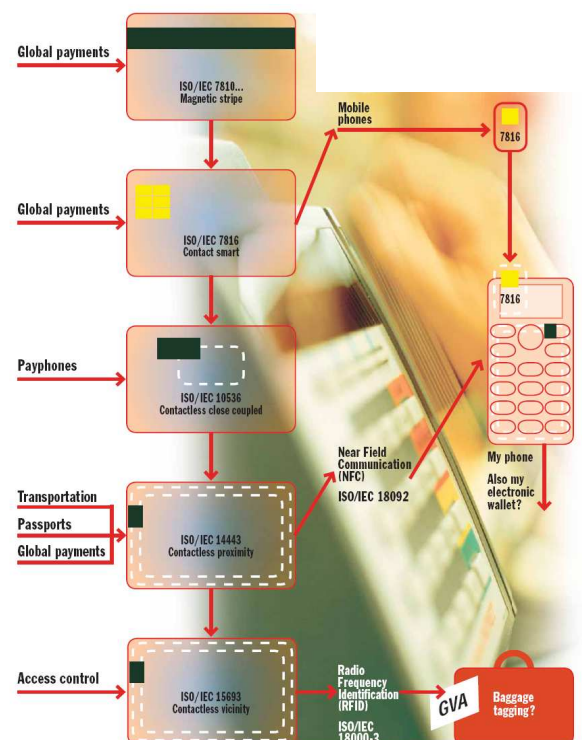 Global payments
ISO/IEC 7810...
Magnetic stripe
Mobile
phones
7816
Global payments
ISO/IEC 7816
Contact smart
7816
Payphones
ISO/IEC 10536
Contactless close coupled
Near Field
Communication
(NFC)
ISO/IEC 18092
My phone
Also my
electronic
wallet?
Transportation
Passports
Global payments
ISO/IEC 14443
Contactless proximity
Access control
ISO/IEC 15693
Contactless vicinity
Radio
Frequency
Identification
(RFID)
ISO/IEC
18000-3
GVA
Baggage
tagging?